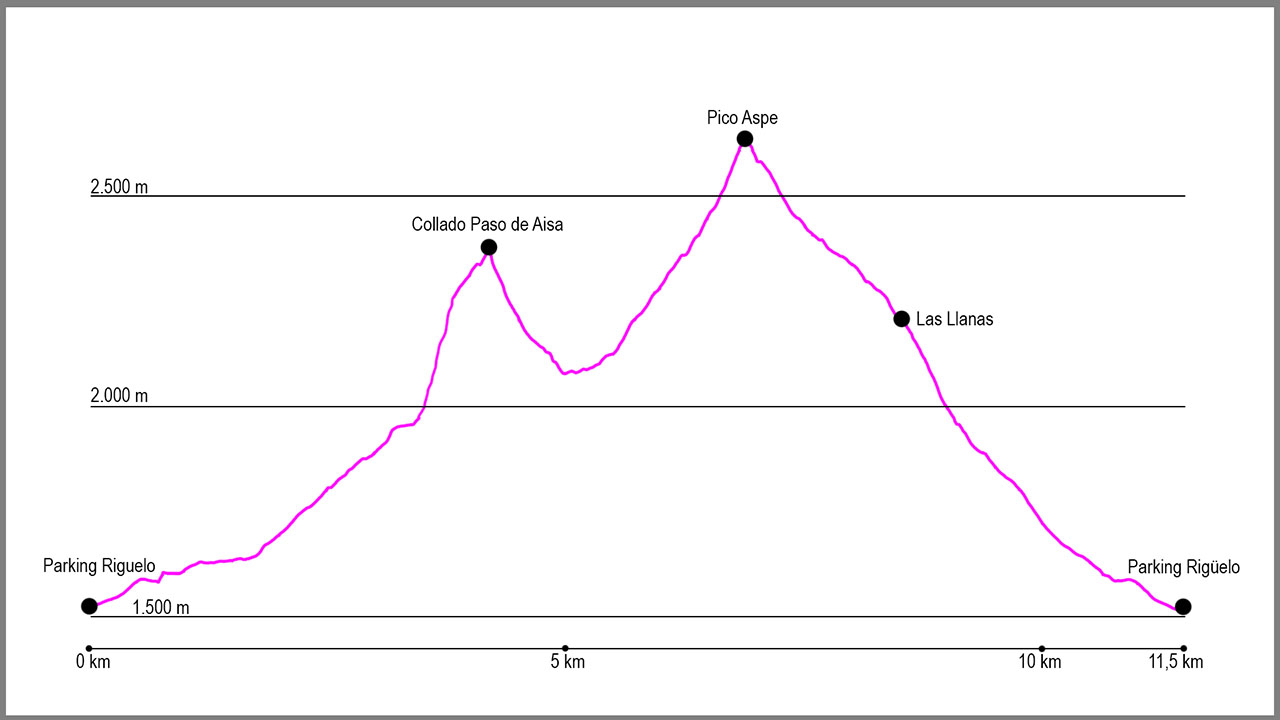 Pico Aspe
2.500 m
Collado Paso de Aisa
Las Llanas
2.000 m
Parking Riguelo
Parking Rigüelo
1.500 m
0 km
5 km
10 km
11,5 km